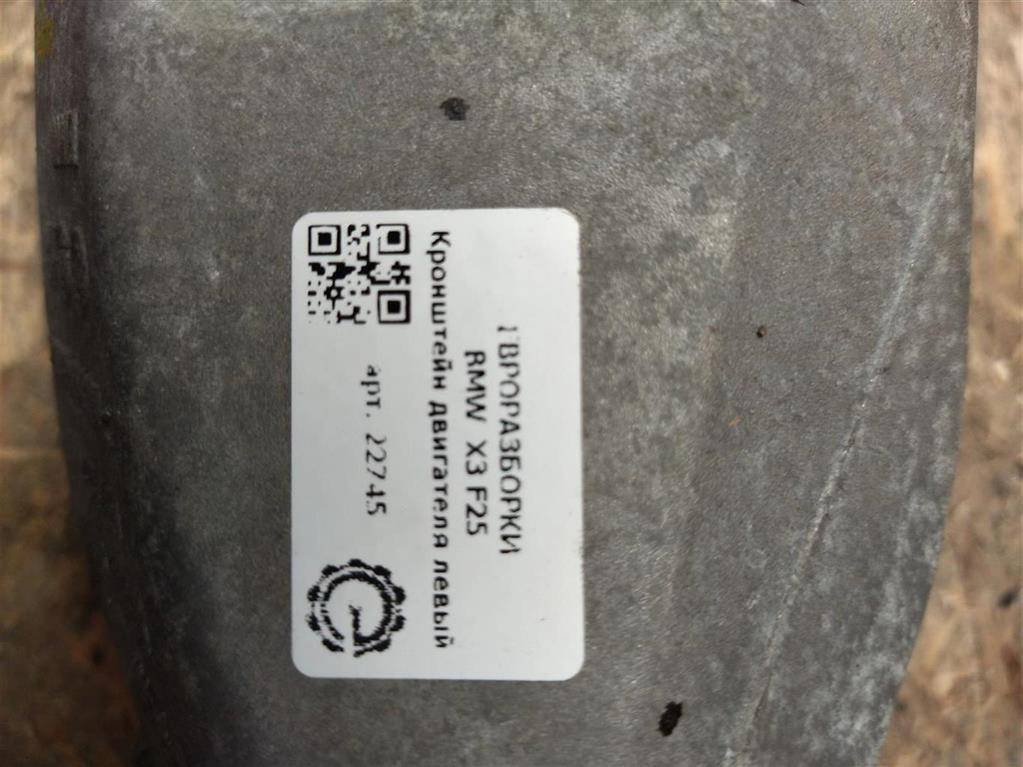 ЕВРОРАЗБОРКИ
BMW X3 F25
Кронштейн двигателя левый
арт. 22745